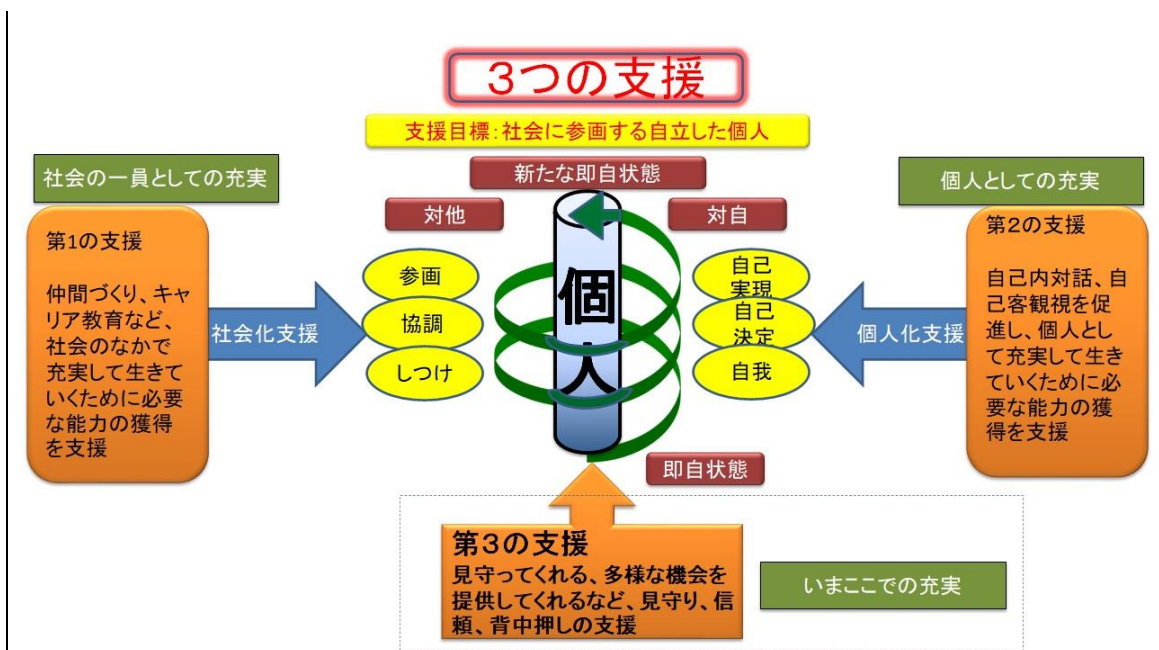 ３つの支援
支援目標：社会に参画する自立した個人
新たな即自状態
社会の一員としての充実
個人としての充実
対他
対自
第1の支援
仲間づくり、キャ
リア教育など、
社会のなかで
充実して生きて
いくために必要
な能力の獲得
を支援
社会化支援
参画
協調
しつけ
個人
自己
実現
自己
決定
自我
個人化支援
第２の支援
自己内対話、自
己客観視を促
進し、個人とし
て充実して生き
ていくために必
要な能力の獲
得を支援
即自状態
第３の支援
見守ってくれる、多様な機会を
提供してくれるなど、見守り、信
頼、背中押しの支援
いまここでの充実